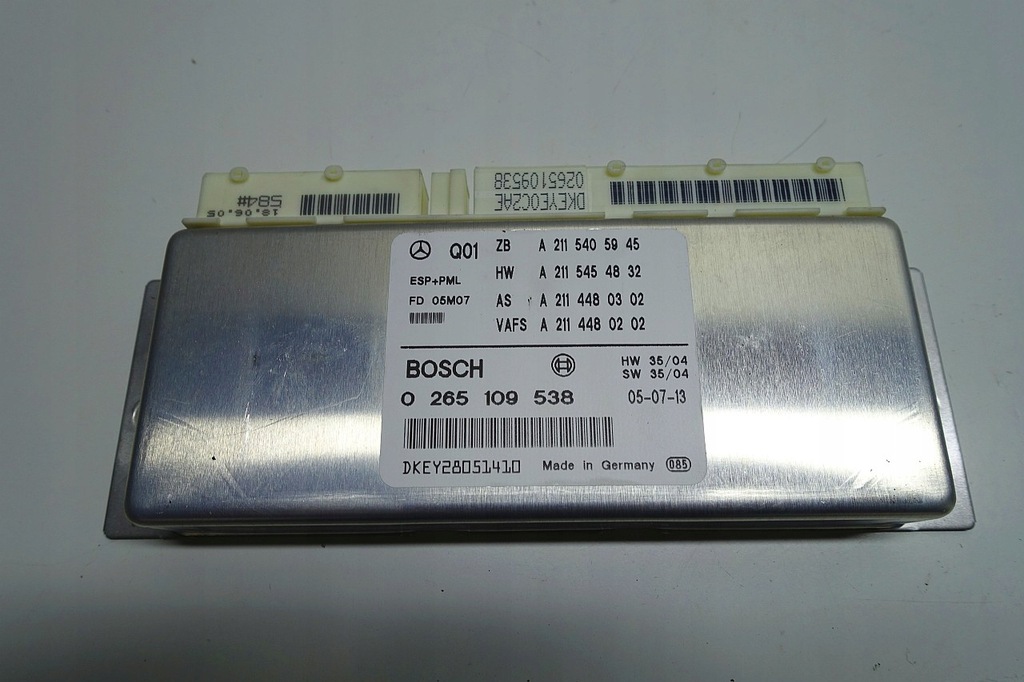 584#
18.06.05
DKEYE0C2AE
0265109538
Q01
ESP+PML
FD 05M07
ZB A 211 540 59 45
HW A 211 545 48 32
AS A 211 448 03 02
VAFS A 211 448 02 02
BOSCH
HW 35/04
SW 35/04
0 265 109 538
05-07-13
DKEY28051410
Made in Germany
085